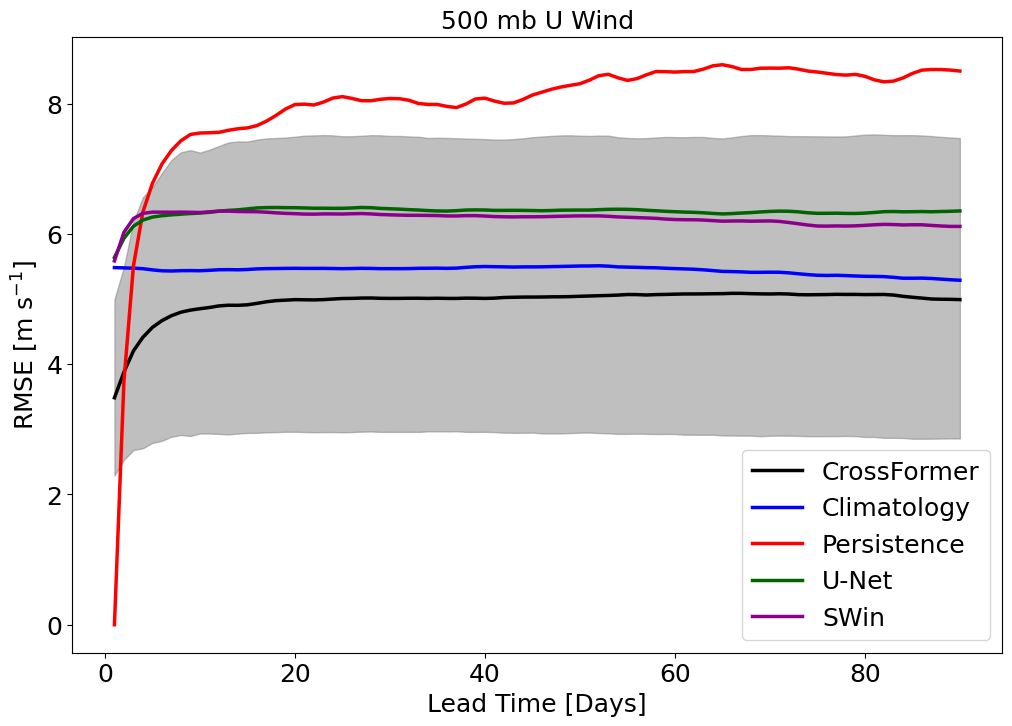 500 mb U Wind
RMSE [m s⁻¹]
8
6
4
2
0
0 20 40 60 80
Lead Time [Days]
CrossFormer
Climatology
Persistence
U-Net
SWin